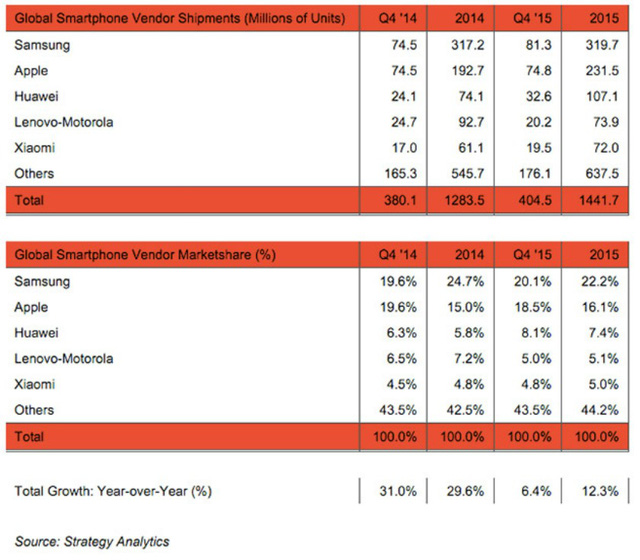 Global Smartphone Vendor Shipments (Millions of Units) Q4 '14 2014 Q4 '15 2015
Samsung 74.5 317.2 81.3 319.7
Apple 74.5 192.7 74.8 231.5
Huawei 24.1 74.1 32.6 107.1
Lenovo-Motorola 24.7 92.7 20.2 73.9
Xiaomi 17.0 61.1 19.5 72.0
Others 165.3 545.7 176.1 637.5
Total 380.1 1283.5 404.5 1441.7
Global Smartphone Vendor Marketshare (%) Q4 '14 2014 Q4 '15 2015
Samsung 19.6% 24.7% 20.1% 22.2%
Apple 19.6% 15.0% 18.5% 16.1%
Huawei 6.3% 5.8% 8.1% 7.4%
Lenovo-Motorola 6.5% 7.2% 5.0% 5.1%
Xiaomi 4.5% 4.8% 4.8% 5.0%
Others 43.5% 42.5% 43.5% 44.2%
Total 100.0% 100.0% 100.0% 100.0%
Total Growth: Year-over-Year (%) 31.0% 29.6% 6.4% 12.3%
Source: Strategy Analytics